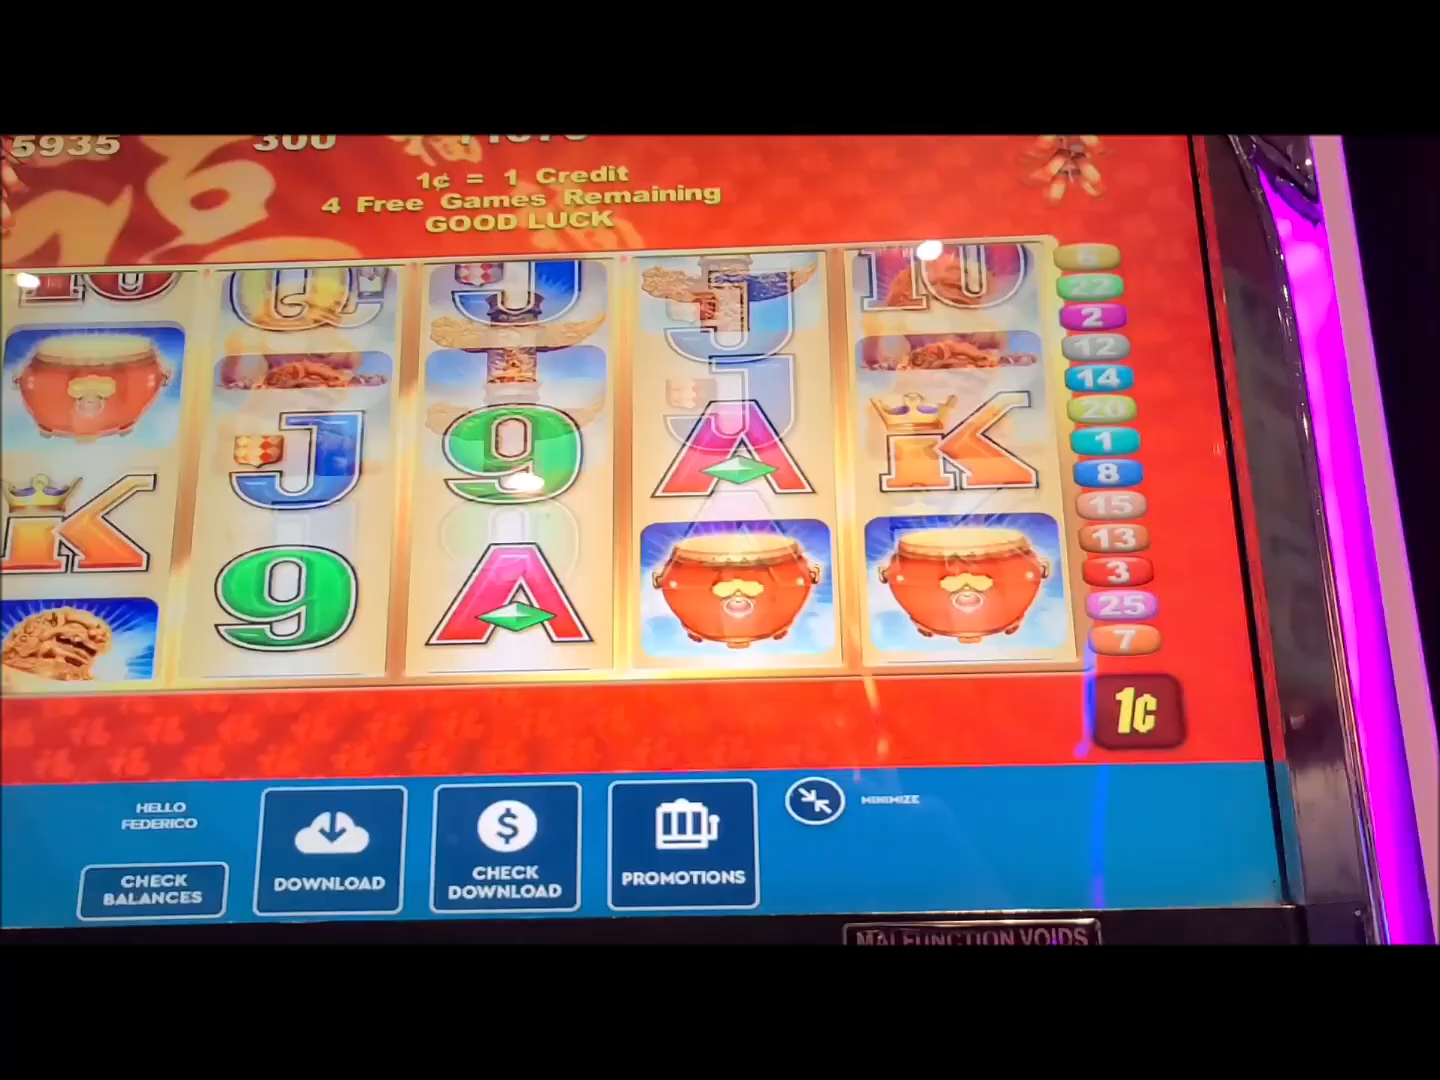 5935
300
1¢ = 1 Credit
4 Free Games Remaining
GOOD LUCK
10
Q
J
J
10
J
K
J
9
A
K
9
A
22
2
12
14
20
1
8
15
13
3
25
7
1¢
HELLO
FEDERICO
CHECK
BALANCES
DOWNLOAD
$
CHECK
DOWNLOAD
PROMOTIONS
MINIMIZE
MALFUNCTION VOIDS